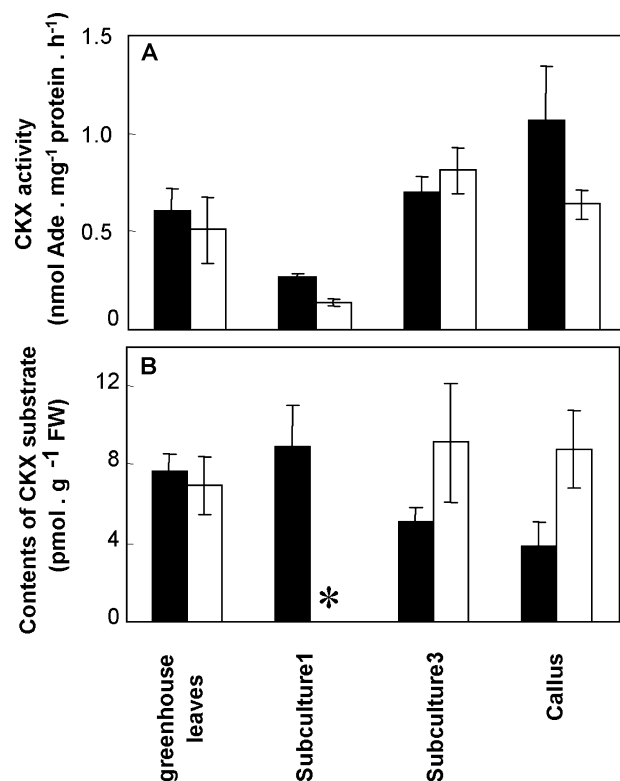 CKX activity
(nmol Ade . mg⁻¹ protein . h⁻¹)
1.5
1.0
0.5
0
A
Contents of CKX substrate
(pmol . g ⁻¹ FW)
12
8
4
0
B
*
greenhouse
leaves
Subculture1
Subculture3
Callus